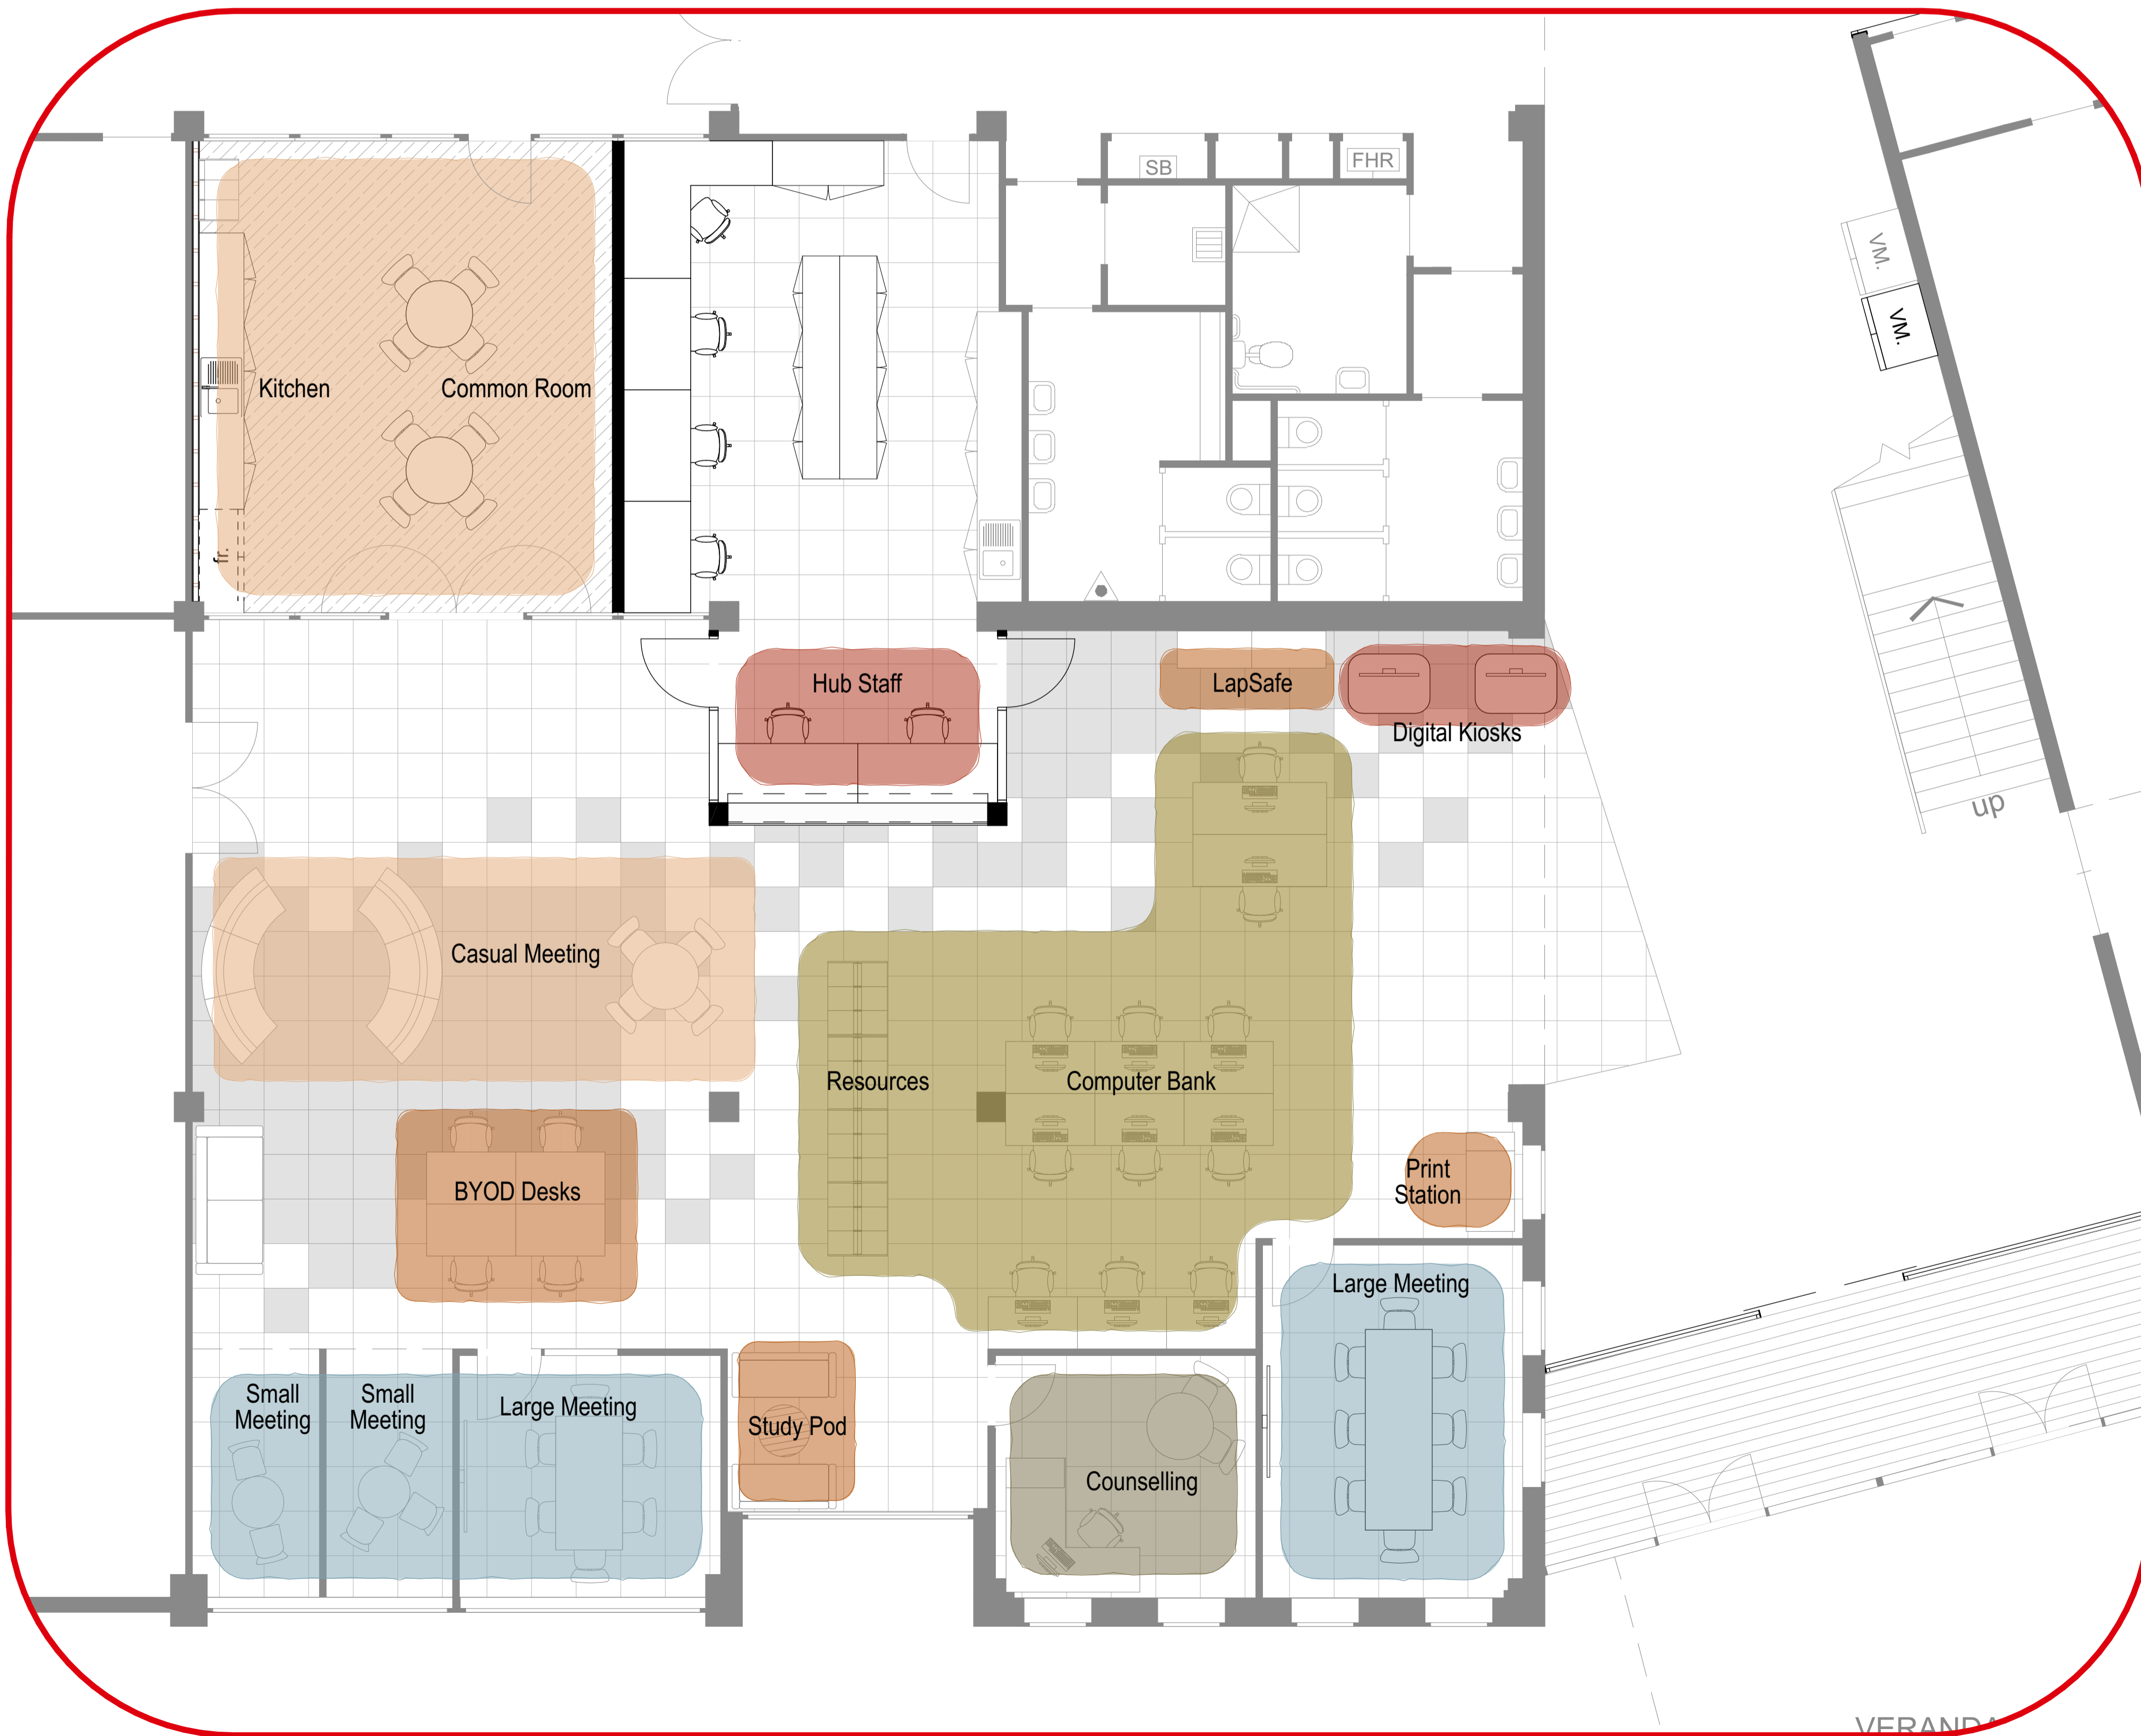 SB
FHR
VM.
VM.
Kitchen
Common Room
fr.
Hub Staff
LapSafe
Digital Kiosks
up
Casual Meeting
Resources
Computer Bank
BYOD Desks
Print
Station
Large Meeting
Small
Meeting
Small
Meeting
Large Meeting
Study Pod
Counselling
VERANDA